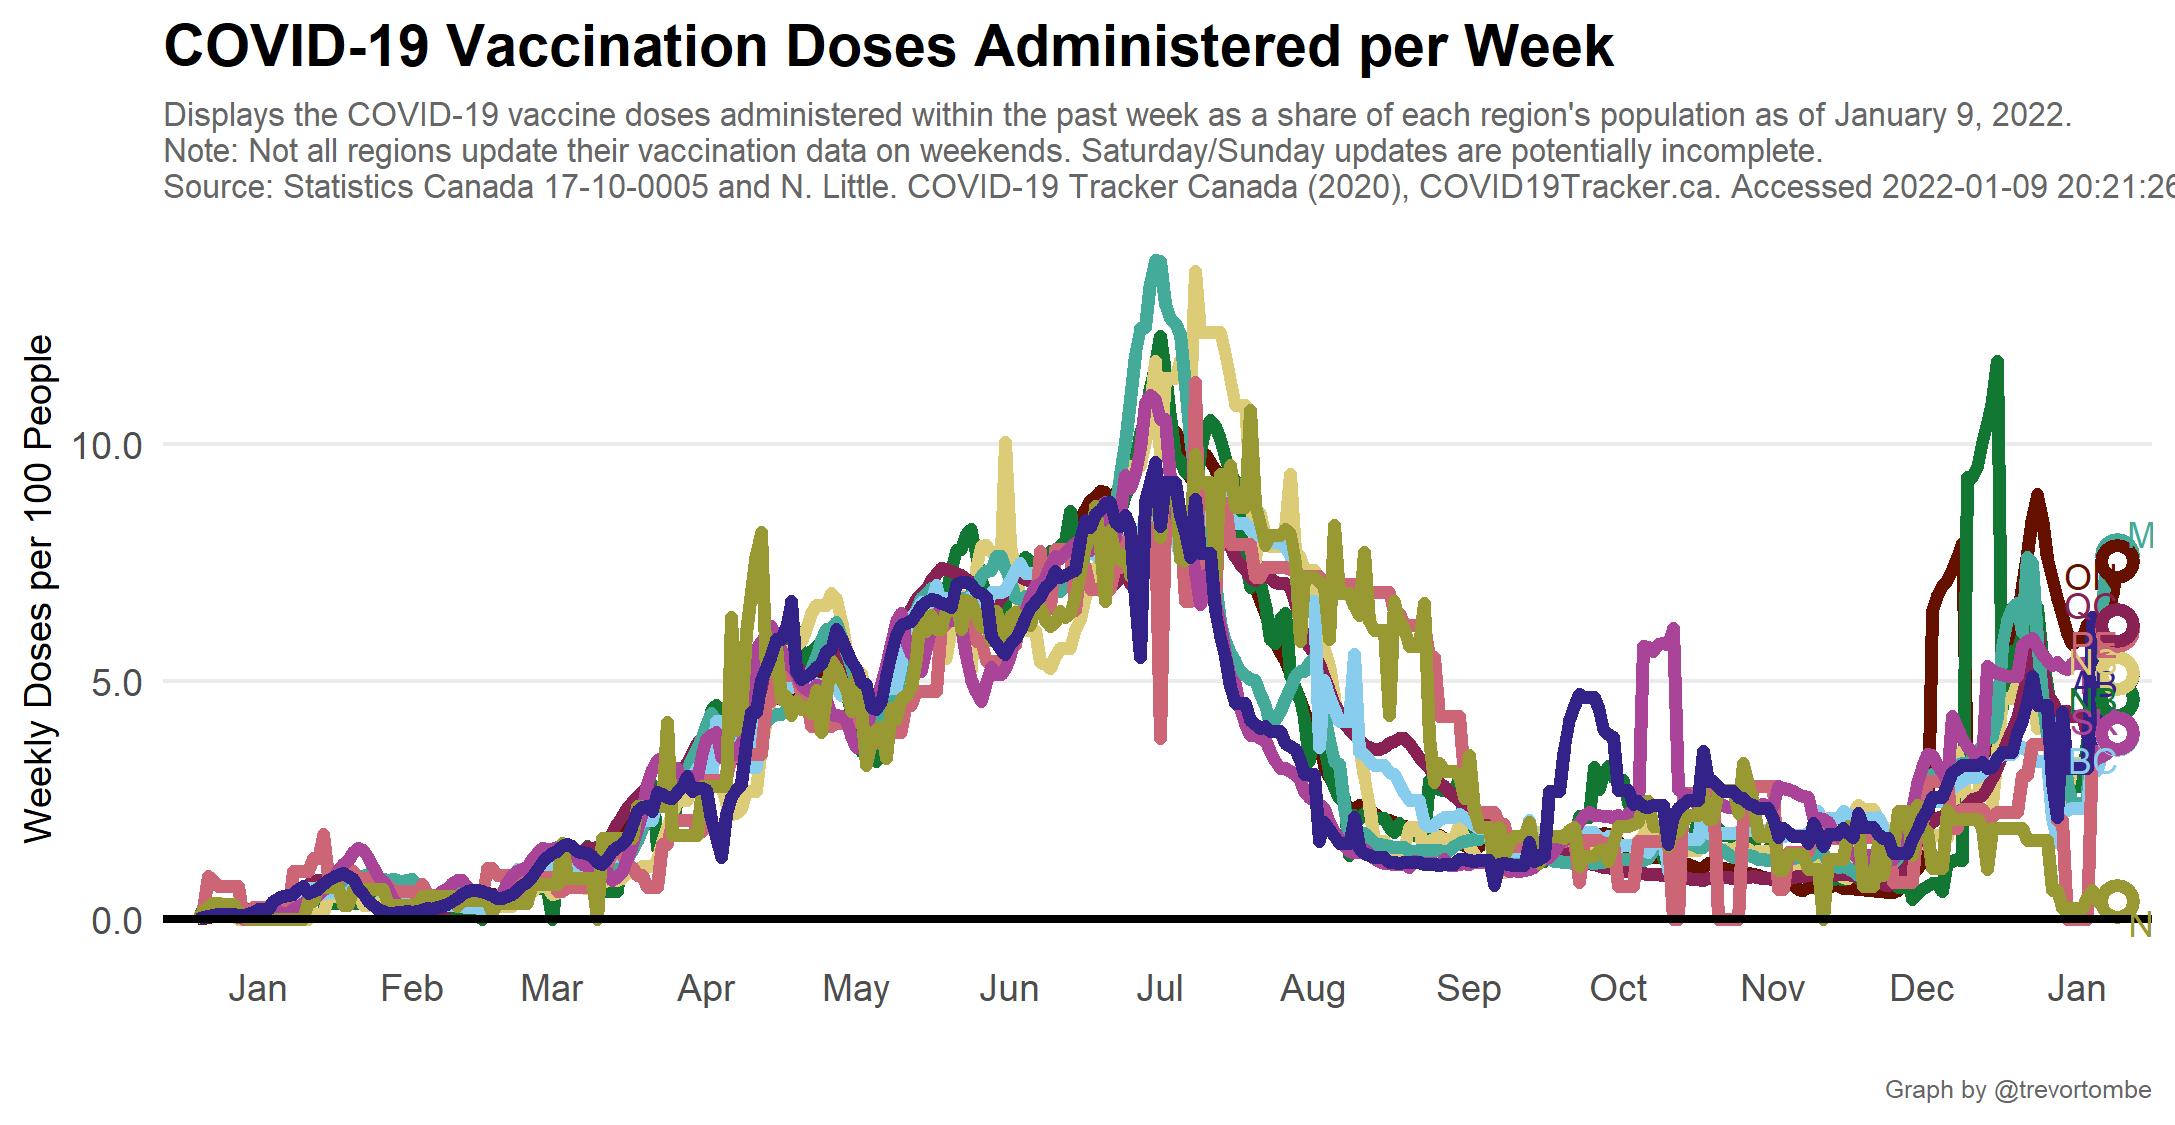 COVID-19 Vaccination Doses Administered per Week
Displays the COVID-19 vaccine doses administered within the past week as a share of each region's population as of January 9, 2022.
Note: Not all regions update their vaccination data on weekends. Saturday/Sunday updates are potentially incomplete.
Source: Statistics Canada 17-10-0005 and N. Little. COVID-19 Tracker Canada (2020), COVID19Tracker.ca. Accessed 2022-01-09 20:21:26
Weekly Doses per 100 People
10.0
5.0
0.0
M
QC
PE
AB
SK
BC
N
Jan Feb Mar Apr May Jun Jul Aug Sep Oct Nov Dec Jan
Graph by @trevortombe